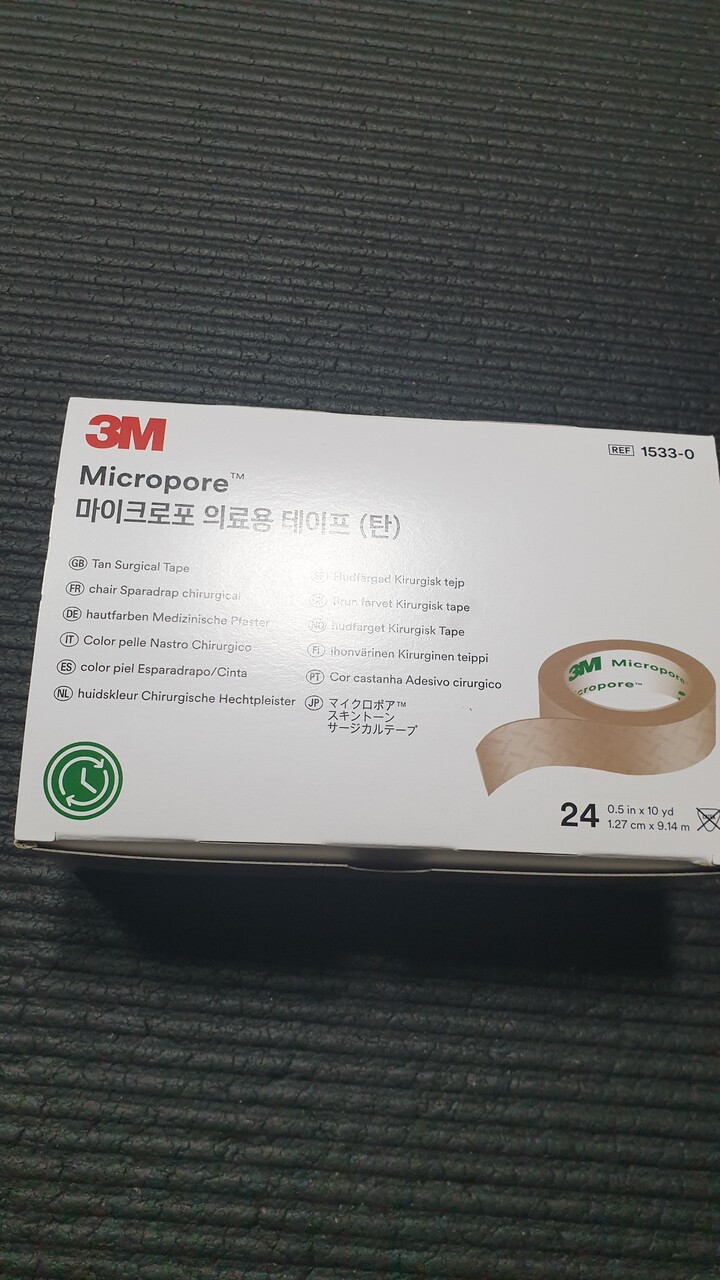 3M
REF 1533-0
Micropore™
마이크로포 의료용 테이프 (탄)
GB Tan Surgical Tape
FR chair Sparadrap chirurgical
DE hautfarben Medizinische Pflaster
IT Color pelle Nastro Chirurgico
ES color piel Esparadrapo/Cinta
NL huidskleur Chirurgische Hechtpleister
Hudfärgad Kirurgisk tejp
Brun farvet Kirurgisk tape
NO hudfarget Kirurgisk Tape
FI ihonvärinen Kirurginen teippi
PT Cor castanha Adesivo cirurgico
JP マイクロポア™
スキントーン
サージカルテープ
3M Micropore
cropore™
24 0.5 in x 10 yd
1.27 cm x 9.14 m